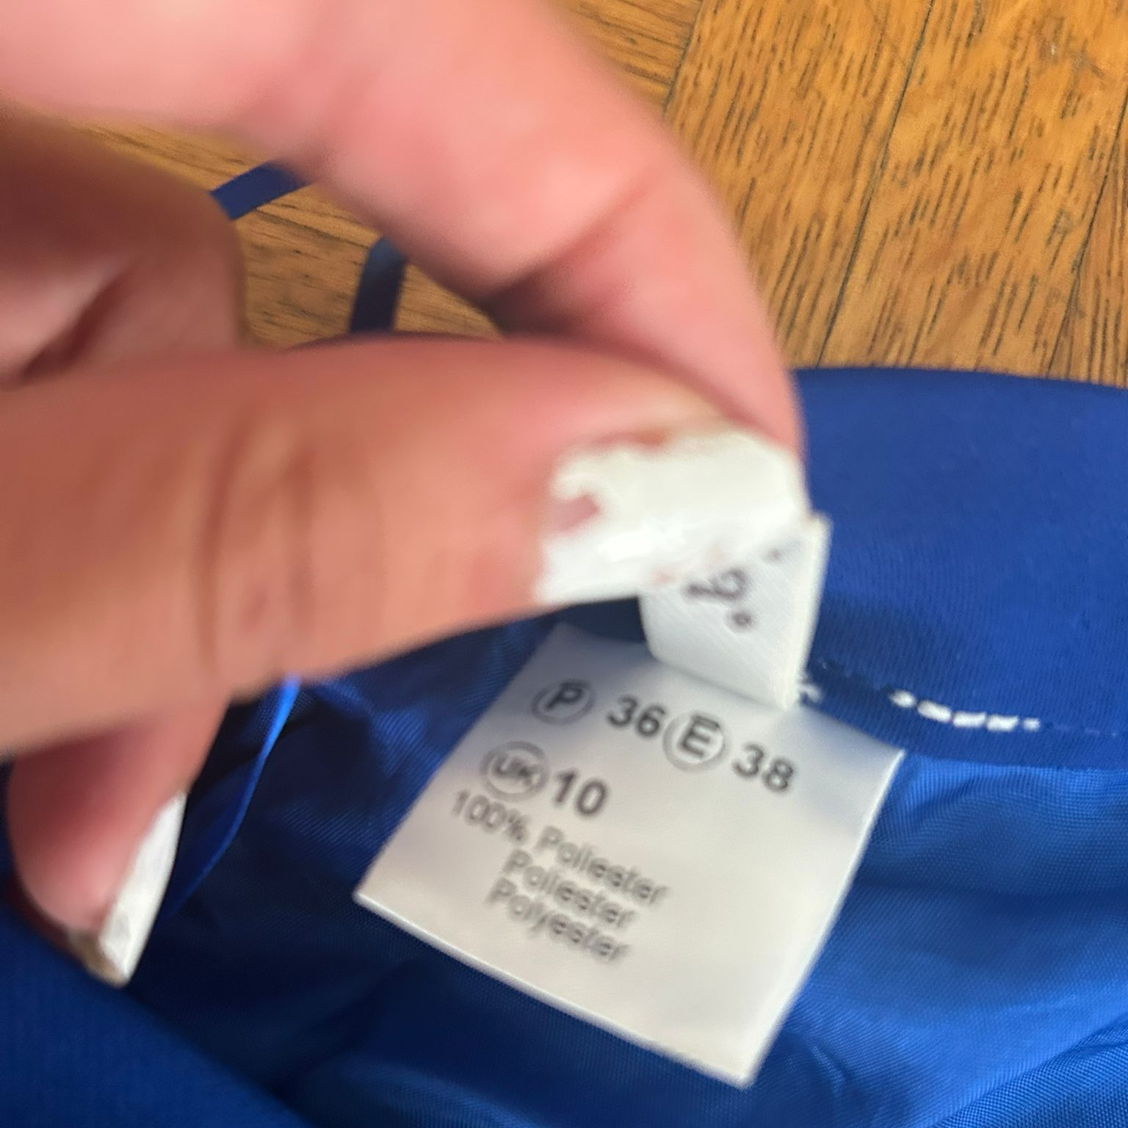 P 36 E 38
UK 10
100% Poliester
Poliester
Polyester